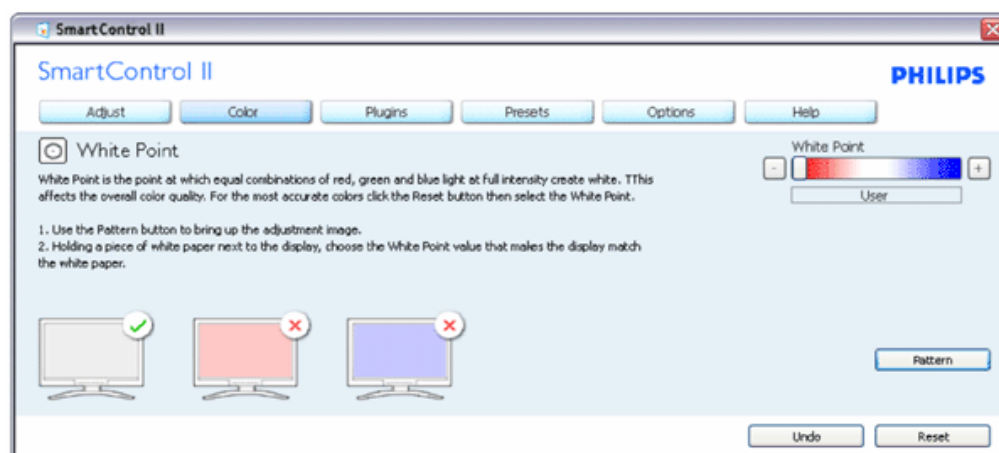 SmartControl II
SmartControl II
PHILIPS
Adjust Color Plugins Presets Options Help
White Point
White Point is the point at which equal combinations of red, green and blue light at full intensity create white. TThis
affects the overall color quality. For the most accurate colors click the Reset button then select the White Point.
1. Use the Pattern button to bring up the adjustment image.
2. Holding a piece of white paper next to the display, choose the White Point value that makes the display match
the white paper.
White Point
- +
User
Pattern
Undo Reset